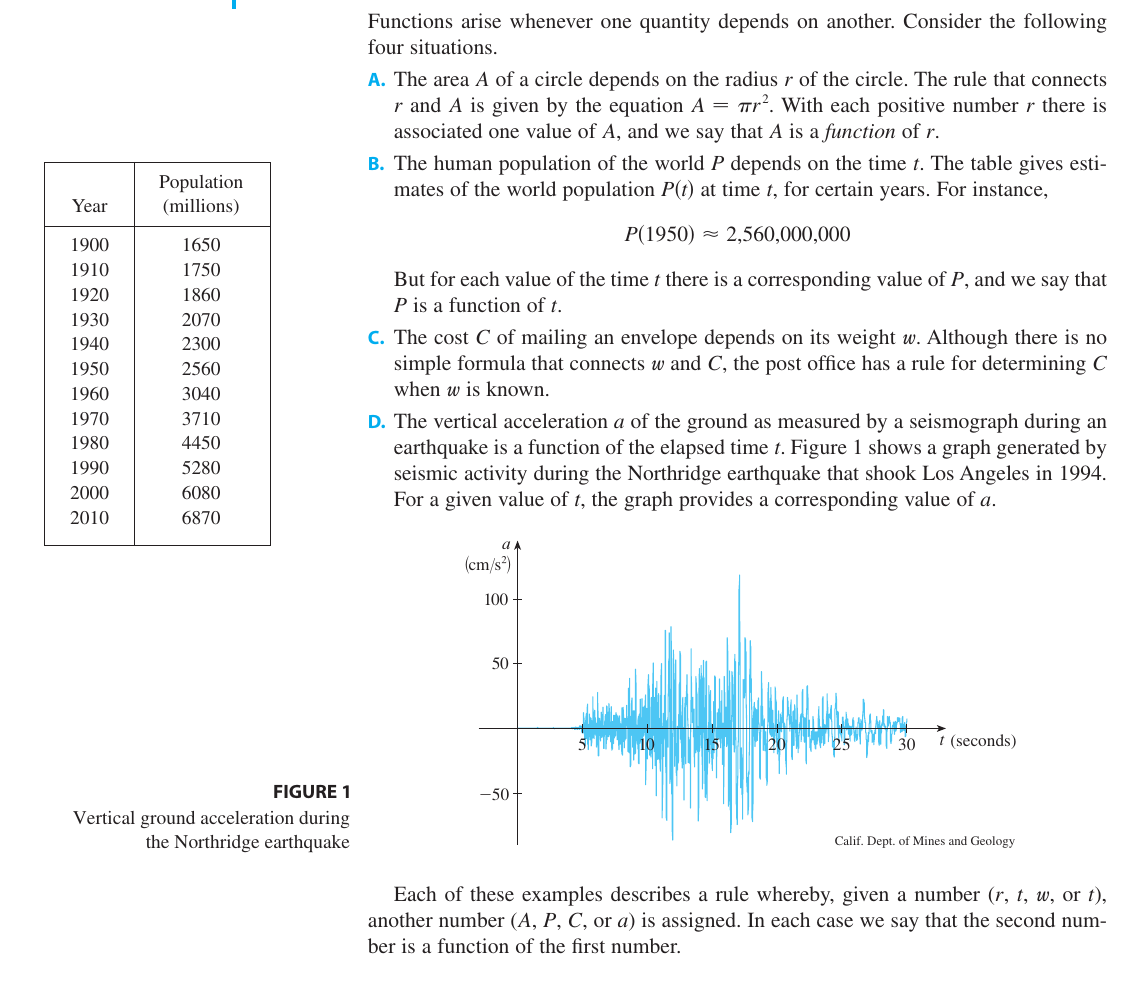 Functions arise whenever one quantity depends on another. Consider the following
four situations.
A. The area A of a circle depends on the radius r of the circle. The rule that connects
r and A is given by the equation A = πr². With each positive number r there is
associated one value of A, and we say that A is a function of r.
B. The human population of the world P depends on the time t. The table gives esti-
mates of the world population P(t) at time t, for certain years. For instance,
P(1950) ≈ 2,560,000,000
But for each value of the time t there is a corresponding value of P, and we say that
P is a function of t.
C. The cost C of mailing an envelope depends on its weight w. Although there is no
simple formula that connects w and C, the post office has a rule for determining C
when w is known.
D. The vertical acceleration a of the ground as measured by a seismograph during an
earthquake is a function of the elapsed time t. Figure 1 shows a graph generated by
seismic activity during the Northridge earthquake that shook Los Angeles in 1994.
For a given value of t, the graph provides a corresponding value of a.
Population
Year (millions)
1900 1650
1910 1750
1920 1860
1930 2070
1940 2300
1950 2560
1960 3040
1970 3710
1980 4450
1990 5280
2000 6080
2010 6870
a
(cm/s²)
100
50
5 10 15 20 25 30 t (seconds)
−50
Calif. Dept. of Mines and Geology
FIGURE 1
Vertical ground acceleration during
the Northridge earthquake
Each of these examples describes a rule whereby, given a number (r, t, w, or t),
another number (A, P, C, or a) is assigned. In each case we say that the second num-
ber is a function of the first number.